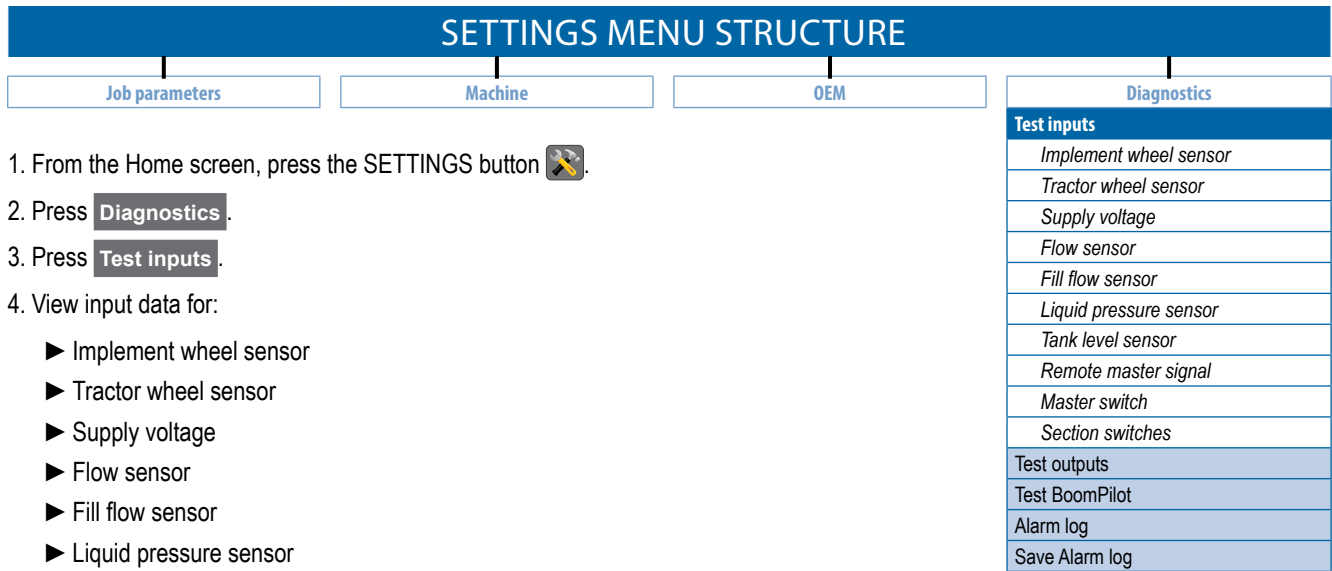 SETTINGS MENU STRUCTURE
Job parameters
Machine
OEM
Diagnostics
1. From the Home screen, press the SETTINGS button .
2. Press Diagnostics .
3. Press Test inputs .
4. View input data for:
► Implement wheel sensor
► Tractor wheel sensor
► Supply voltage
► Flow sensor
► Fill flow sensor
► Liquid pressure sensor
Test inputs
Implement wheel sensor
Tractor wheel sensor
Supply voltage
Flow sensor
Fill flow sensor
Liquid pressure sensor
Tank level sensor
Remote master signal
Master switch
Section switches
Test outputs
Test BoomPilot
Alarm log
Save Alarm log